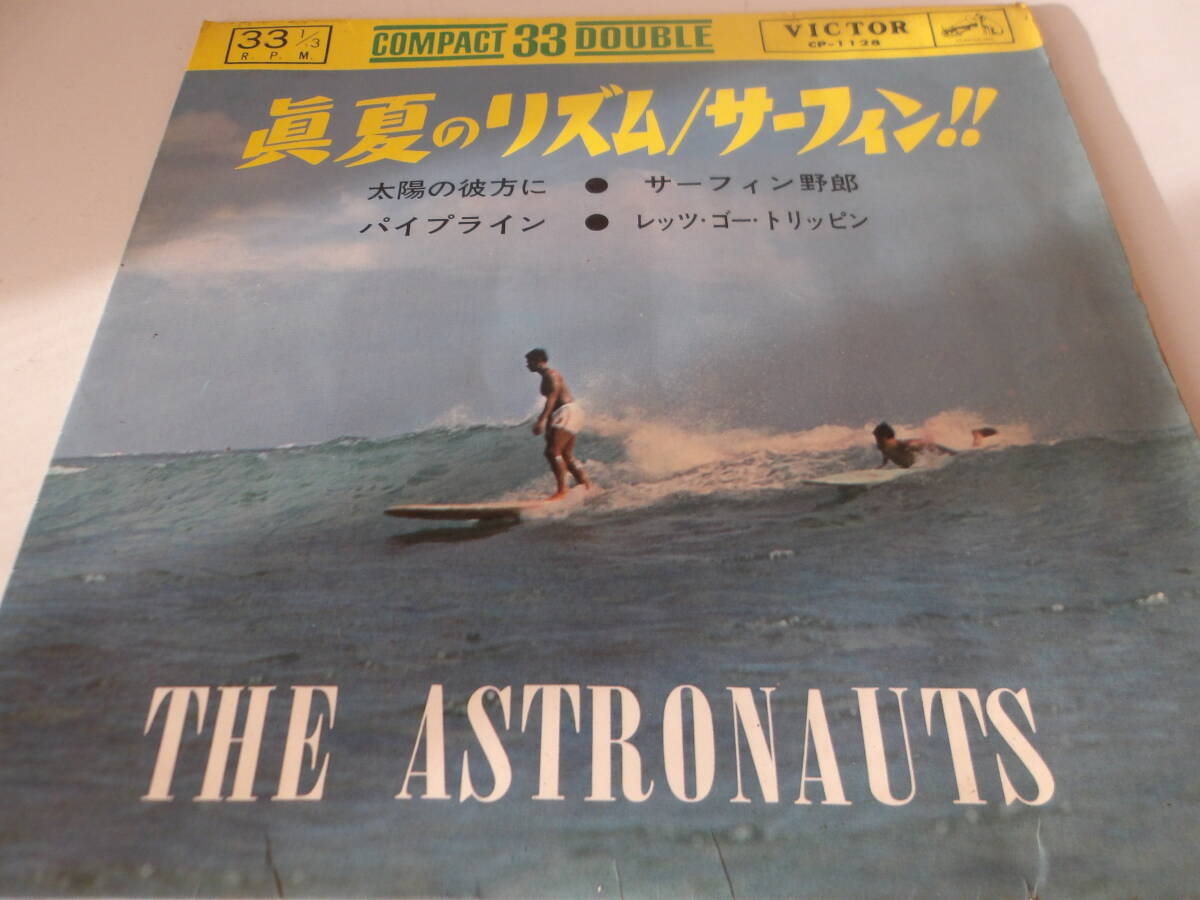 33 1/3
R. P. M.
COMPACT 33 DOUBLE
VICTOR
CP-1128
眞夏のリズム/サーフィン!!
太陽の彼方に ● サーフィン野郎
パイプライン ● レッツ・ゴー・トリッピン
THE ASTRONAUTS